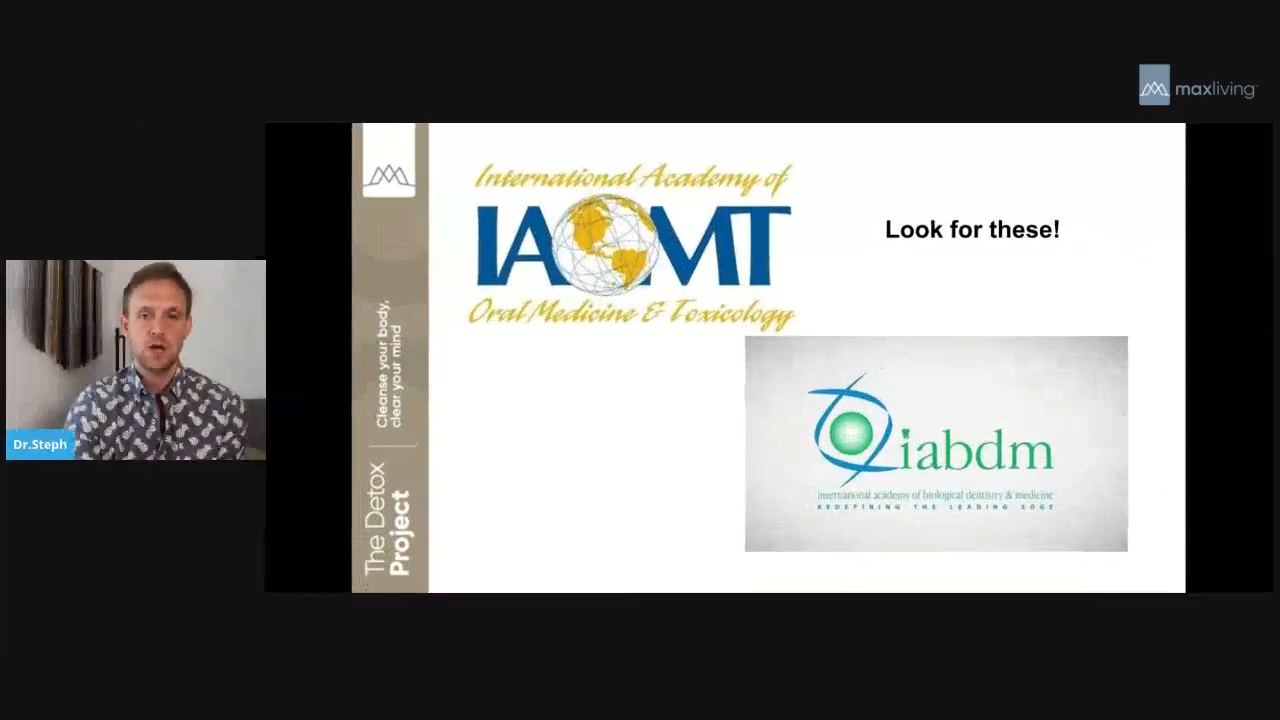 maxliving
International Academy of
IAOMT
Oral Medicine & Toxicology
Look for these!
iabdm
international academy of biological dentistry & medicine
REDEFINING THE LEADING EDGE
Cleanse your body,
clear your mind
The Detox
Project
Dr.Steph